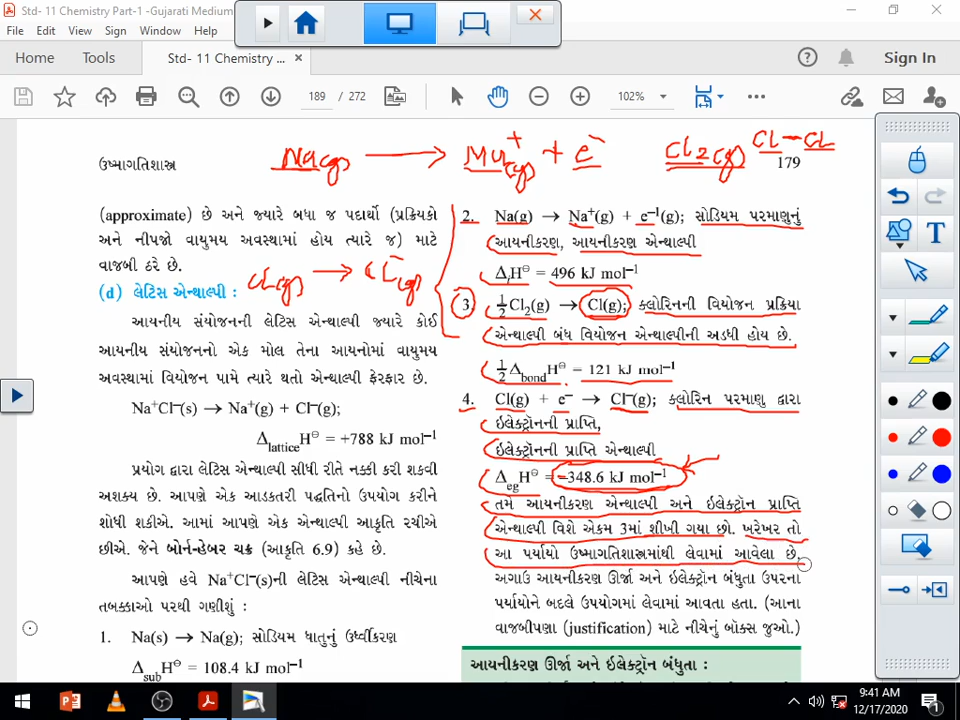 Std- 11 Chemistry Part-1 - Gujarati Medium
File Edit View Sign Window Help
Home Tools Std- 11 Chemistry ... × Sign In
189 / 272 102%
ઉષ્માગતિશાસ્ત્ર
Na(g) → (g)⁺ + e⁻ Cl₂(g) Cl-Cl
179
(approximate) છે અને જ્યારે બધા જ પદાર્થો (પ્રક્રિયકો
અને નીપજો વાયુમય અવસ્થામાં હોય ત્યારે જ) માટે
વાજબી ઠરે છે.
Cl(g) → Cl⁻(g)
(d) લેટિસ એન્થાલ્પી :
આયનીય સંયોજનની લેટિસ એન્થાલ્પી જ્યારે કોઈ
આયનીય સંયોજનનો એક મોલ તેના આયનોમાં વાયુમય
અવસ્થામાં વિયોજન પામે ત્યારે થતો એન્થાલ્પી ફેરફાર છે.
Na⁺Cl⁻(s) → Na⁺(g) + Cl⁻(g);
Δlattice H⊖ = +788 kJ mol⁻¹
પ્રયોગ દ્વારા લેટિસ એન્થાલ્પી સીધી રીતે નક્કી કરી શકવી
અશક્ય છે. આપણે એક આડકતરી પદ્ધતિનો ઉપયોગ કરીને
શોધી શકીએ. આમાં આપણે એક એન્થાલ્પી આકૃતિ રચીએ
છીએ. જેને બોર્નહેબર ચક્ર (આકૃતિ 6.9) કહે છે.
આપણે હવે Na⁺Cl⁻(s)ની લેટિસ એન્થાલ્પી નીચેના
તબક્કાઓ પરથી ગણીશું :
1. Na(s) → Na(g); સોડિયમ ધાતુનું ઉર્ધ્વીકરણ
Δsub H⊖ = 108.4 kJ mol⁻¹
2. Na(g) → Na⁺(g) + e⁻¹(g); સોડિયમ પરમાણુનું
આયનીકરણ, આયનીકરણ એન્થાલ્પી
ΔiH⊖ = 496 kJ mol⁻¹
3. ½Cl₂(g) → Cl(g); ક્લોરિનની વિયોજન પ્રક્રિયા
એન્થાલ્પી બંધ વિયોજન એન્થાલ્પીની અડધી હોય છે.
½Δbond H⊖ = 121 kJ mol⁻¹
4. Cl(g) + e⁻ → Cl⁻(g); ક્લોરિન પરમાણુ દ્વારા
ઇલેક્ટ્રૉનની પ્રાપ્તિ,
ઇલેક્ટ્રૉનની પ્રાપ્તિ એન્થાલ્પી
Δeg H⊖ = −348.6 kJ mol⁻¹
તમે આયનીકરણ એન્થાલ્પી અને ઇલેક્ટ્રૉન પ્રાપ્તિ
એન્થાલ્પી વિશે એકમ 3માં શીખી ગયા છો. ખરેખર તો
આ પર્યાયો ઉષ્માગતિશાસ્ત્રમાંથી લેવામાં આવેલા છે.
અગાઉ આયનીકરણ ઊર્જા અને ઇલેક્ટ્રૉન બંધુતા ઉપરના
પર્યાયોને બદલે ઉપયોગમાં લેવામાં આવતા હતા. (આના
વાજબીપણા (justification) માટે નીચેનું બૉક્સ જુઓ.)
આયનીકરણ ઊર્જા અને ઇલેક્ટ્રૉન બંધુતા :
T
9:41 AM
12/17/2020
1